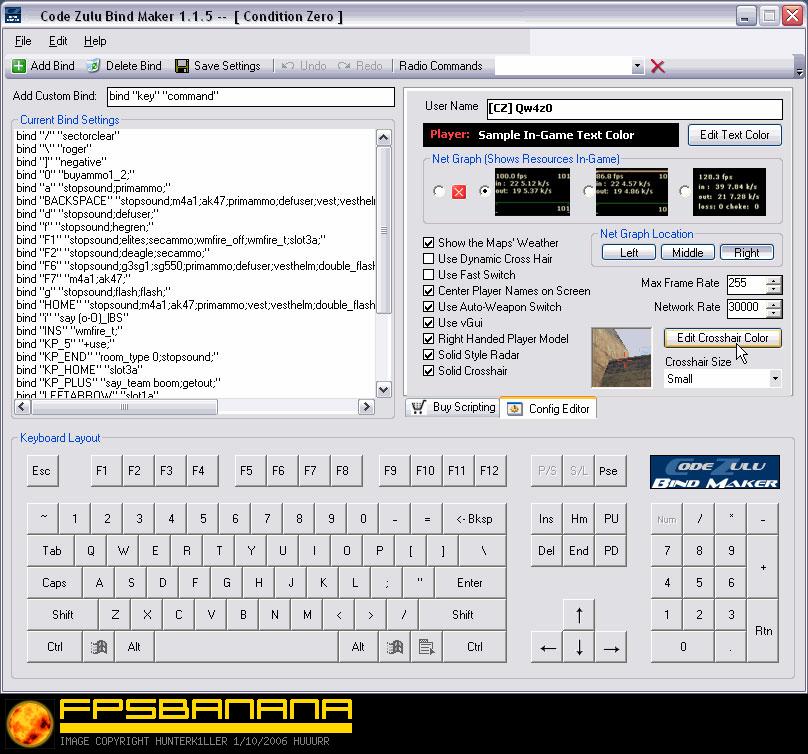 Code Zulu Bind Maker 1.1.5 -- [ Condition Zero ]
File Edit Help
Add Bind Delete Bind Save Settings Undo Redo Radio Commands
Add Custom Bind: bind "key" "command"
Current Bind Settings
bind "/" "sectorclear"
bind "\" "roger"
bind "]" "negative"
bind "0" "buyammo1_2;"
bind "a" "stopsound;primammo;"
bind "BACKSPACE" "stopsound;m4a1;ak47;primammo;defuser;vest;vesthelm
bind "d" "stopsound;defuser;"
bind "f" "stopsound;hegren;"
bind "F1" "stopsound;elites;secammo;wmfire_off;wmfire_t;slot3a;"
bind "F2" "stopsound;deagle;secammo;"
bind "F6" "stopsound;g3sg1;sg550;primammo;defuser;vesthelm;double_flash
bind "F7" "m4a1;ak47;"
bind "g" "stopsound;flash;flash;"
bind "HOME" "stopsound;m4a1;ak47;primammo;vest;vesthelm;double_flash
bind "i" "say (o-0)_IBS"
bind "INS" "wmfire_t;"
bind "KP_5" "+use;"
bind "KP_END" "room_type 0;stopsound;"
bind "KP_HOME" "slot3a"
bind "KP_PLUS" "say_team boom;getout;"
bind "LEFTARROW" "slot1a"
User Name [CZ] Qw4z0
Player: Sample In-Game Text Color Edit Text Color
Net Graph (Shows Resources In-Game)
100.0 fps 101
in : 22 5.12 k/s
out: 19 5.37 k/s
86.8 fps 101
in : 22 4.57 k/s
out: 19 4.86 k/s
10
120.3 fps
in : 39 7.84 k/s
out: 21 7.20 k/s
loss: 0 choke: 0
Show the Maps' Weather
Use Dynamic Cross Hair
Use Fast Switch
Center Player Names on Screen
Use Auto-Weapon Switch
Use vGui
Right Handed Player Model
Solid Style Radar
Solid Crosshair
Net Graph Location
Left Middle Right
Max Frame Rate 255
Network Rate 30000
Edit Crosshair Color
Crosshair Size
Small
Buy Scripting Config Editor
Keyboard Layout
Esc F1 F2 F3 F4 F5 F6 F7 F8 F9 F10 F11 F12 P/S S/L Pse
CODE ZULU
BIND MAKER
~ 1 2 3 4 5 6 7 8 9 0 - = <-Bksp Ins Hm PU Num / * -
Tab Q W E R T Y U I O P [ ] \ Del End PD 7 8 9 +
Caps A S D F G H J K L ; " Enter 4 5 6
Shift Z X C V B N M < > / Shift ↑ 1 2 3 Rtn
Ctrl Alt Alt Ctrl ← ↓ → 0 .
FPSBANANA
IMAGE COPYRIGHT HUNTERK1LLER 1/10/2006 HUUURR